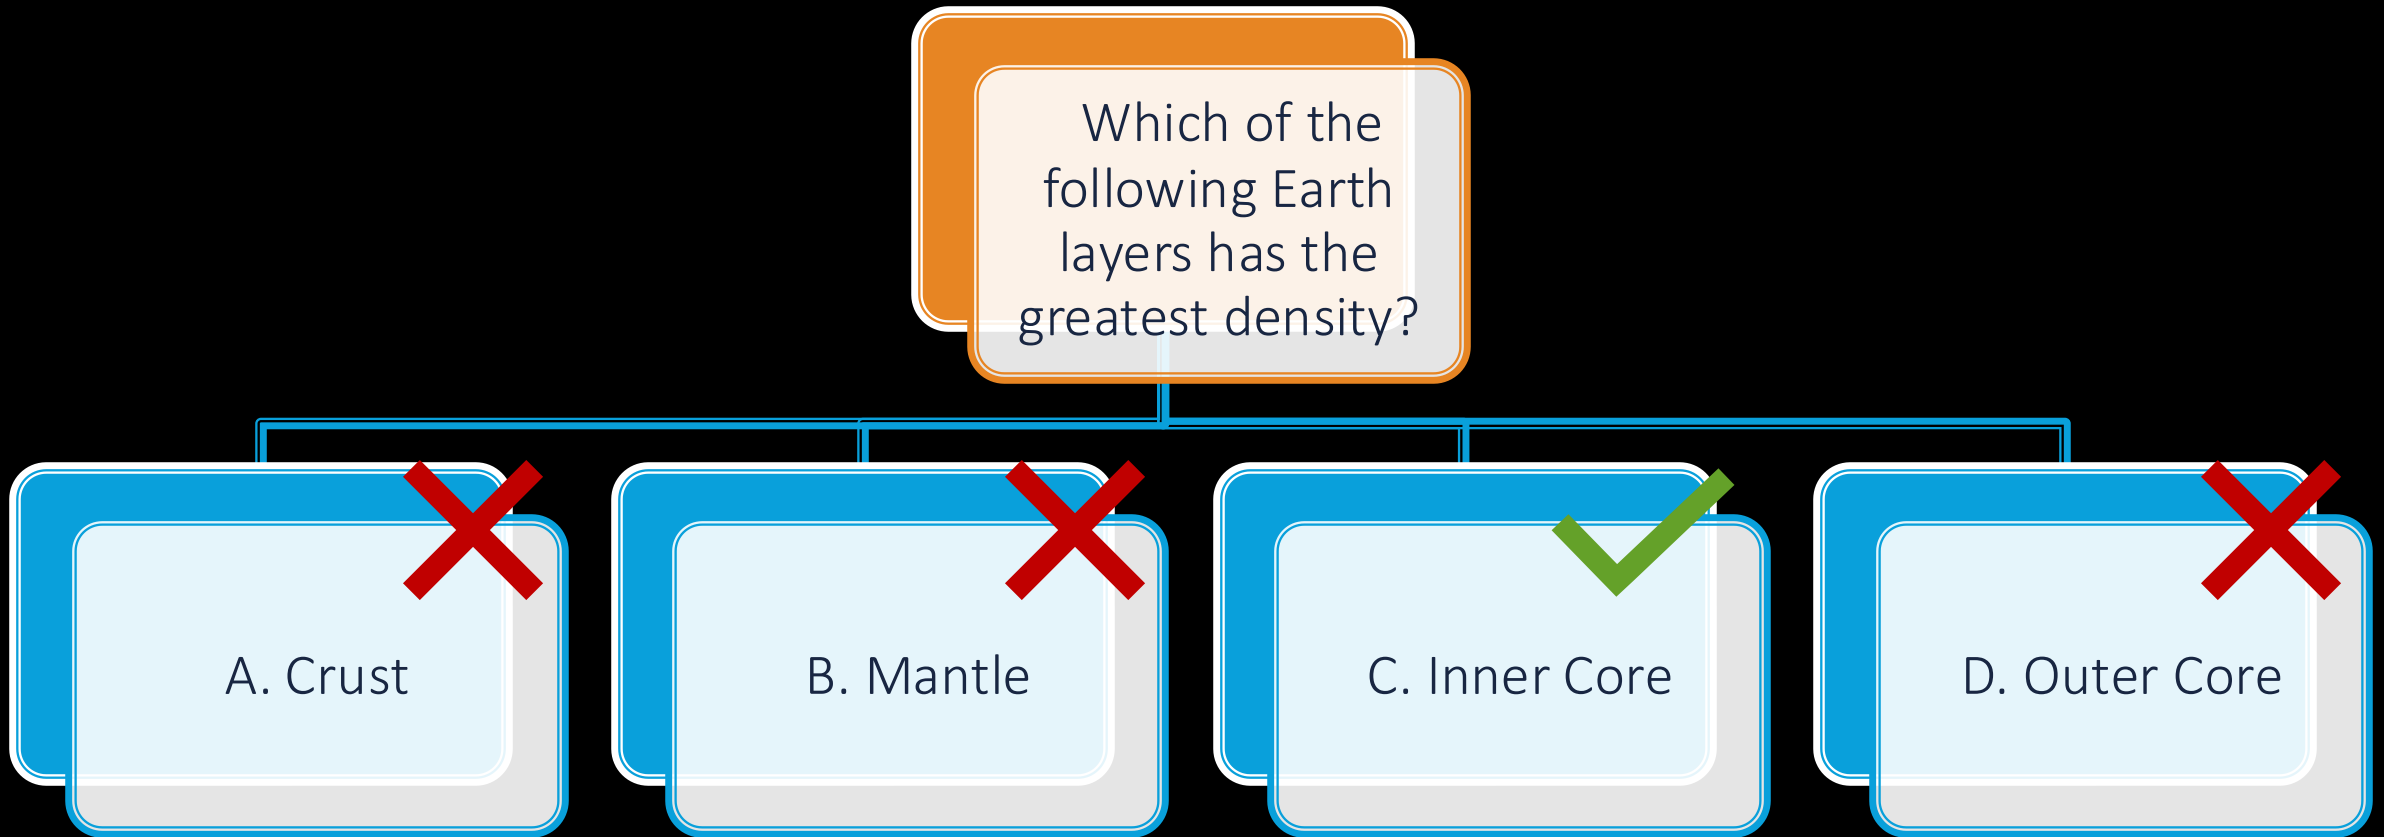 Which of the
following Earth
layers has the
greatest density?
A. Crust
B. Mantle
C. Inner Core
D. Outer Core